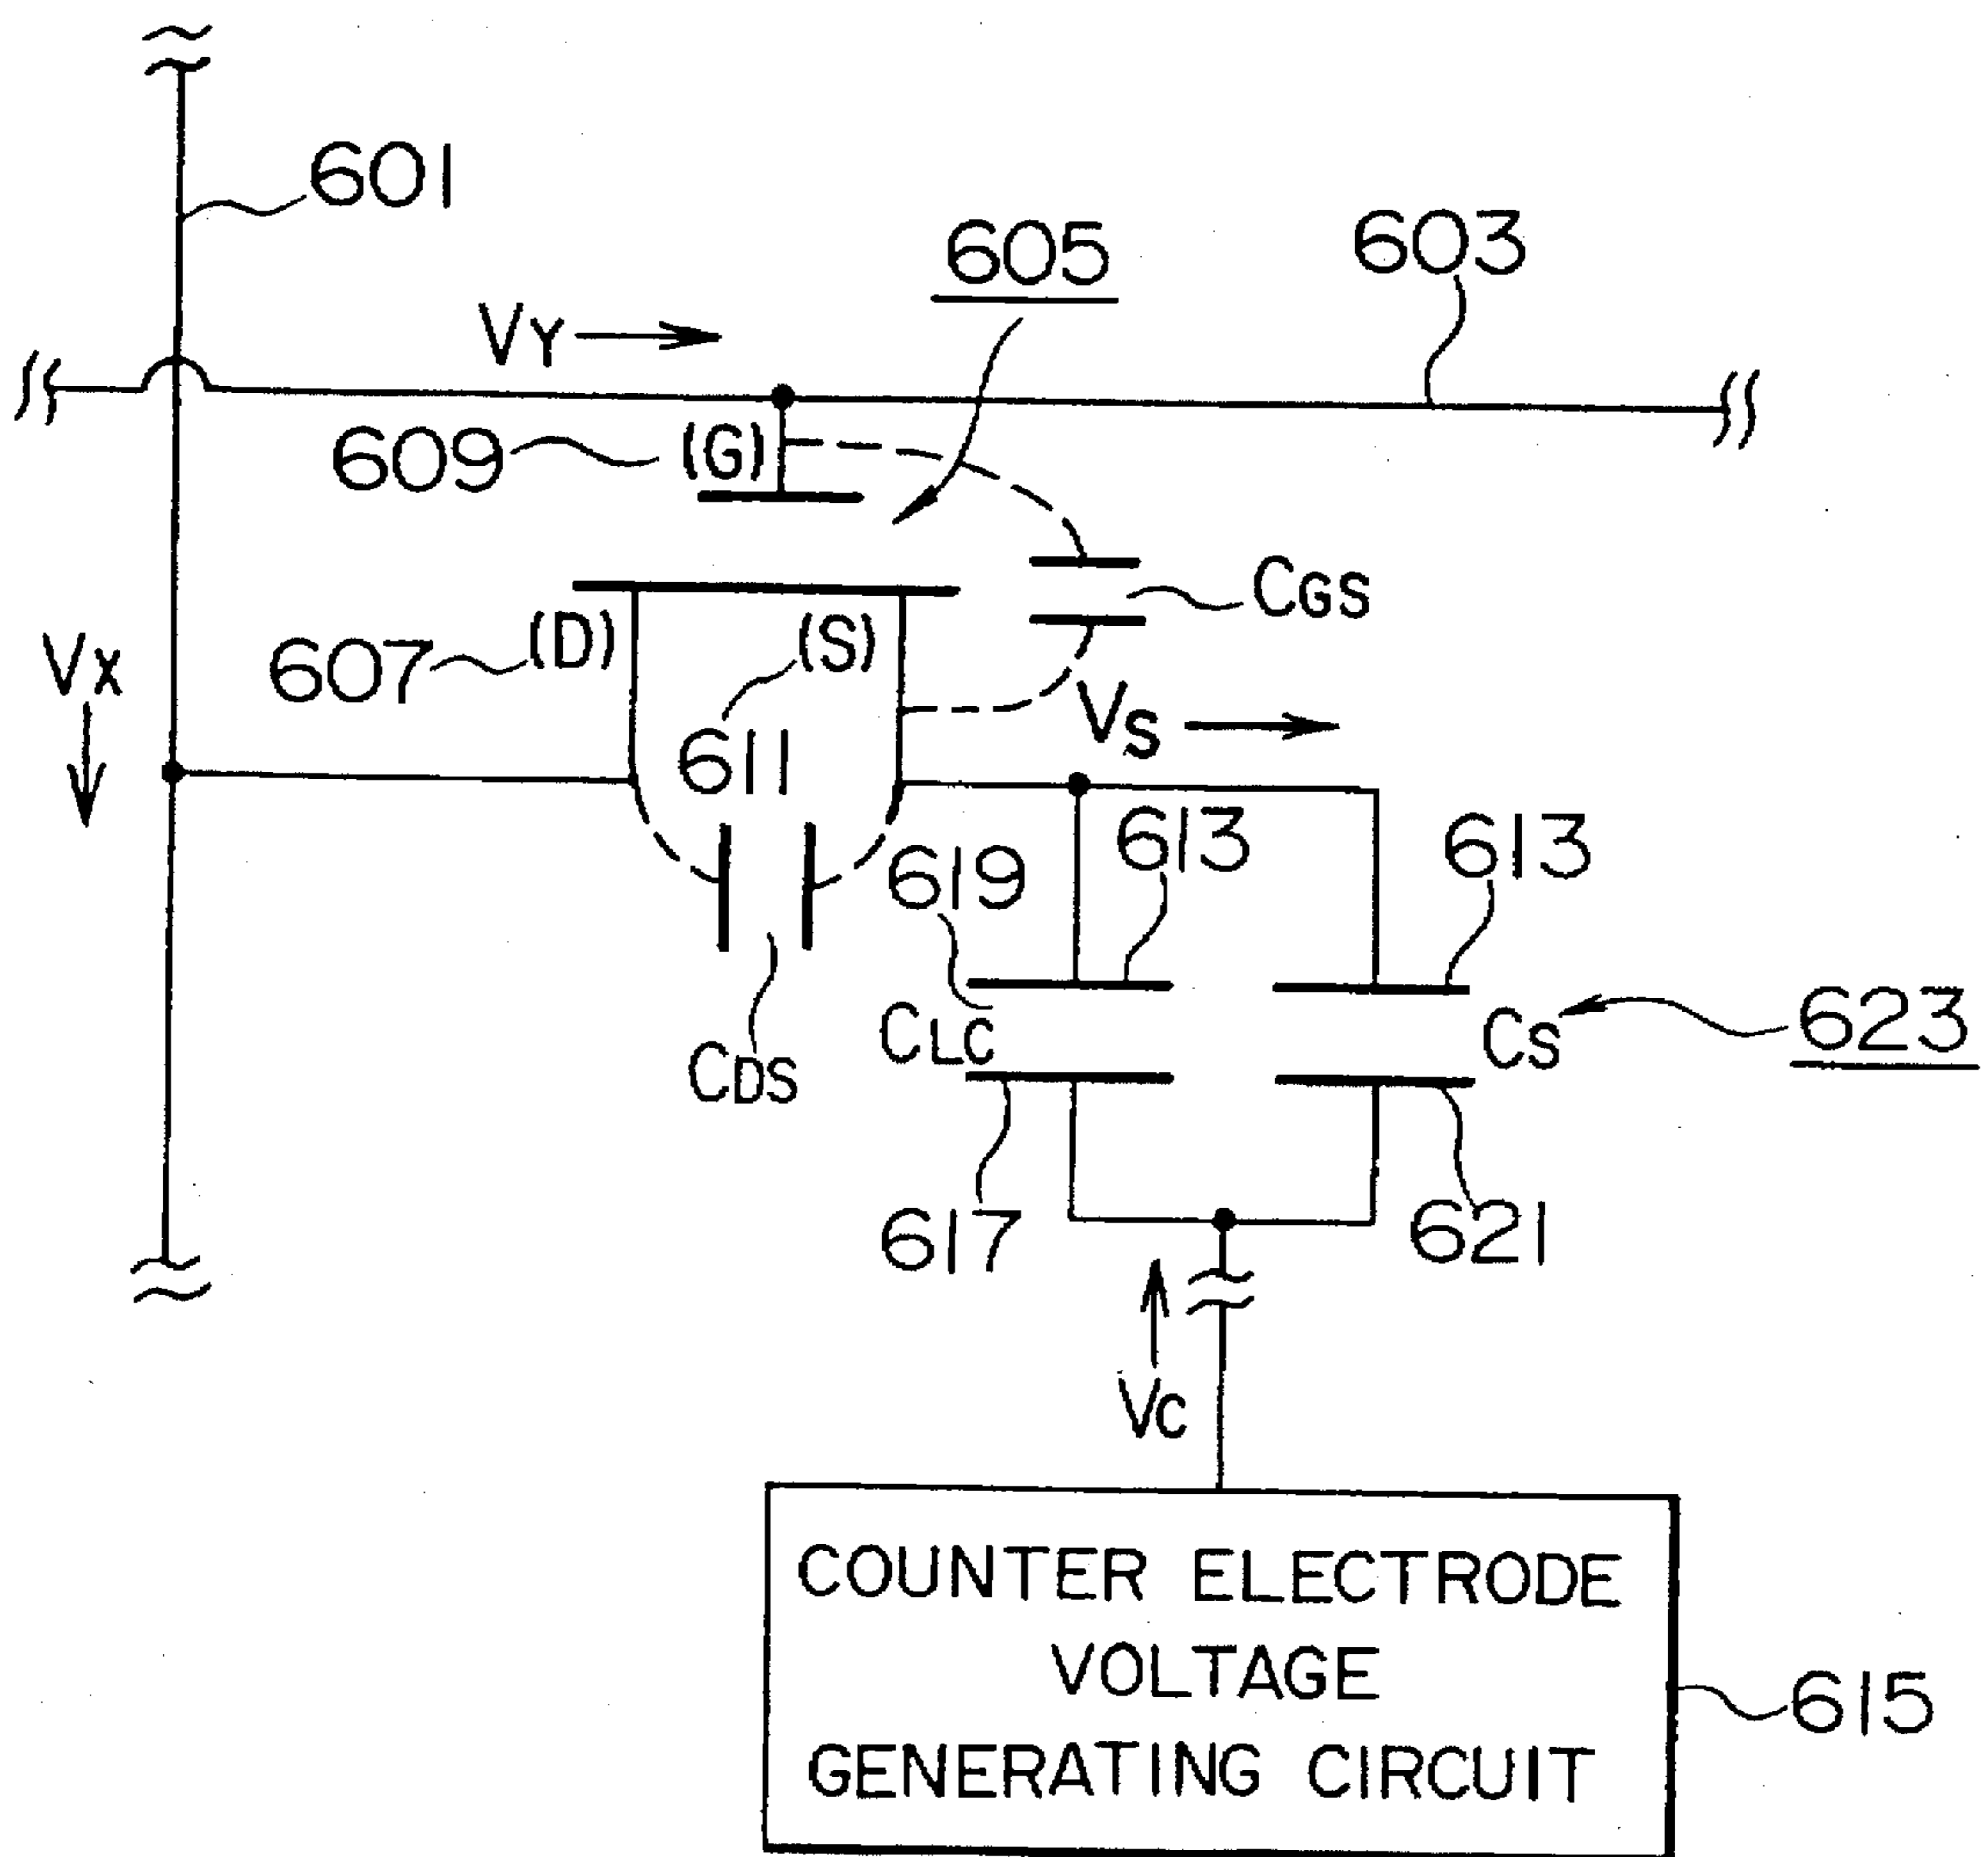 601
605
603
VY
609
(G)
CGS
VX
607
(D)
(S)
VS
611
619
613
613
CLC
CS
623
CDS
617
621
VC
COUNTER ELECTRODE
VOLTAGE
GENERATING CIRCUIT
615